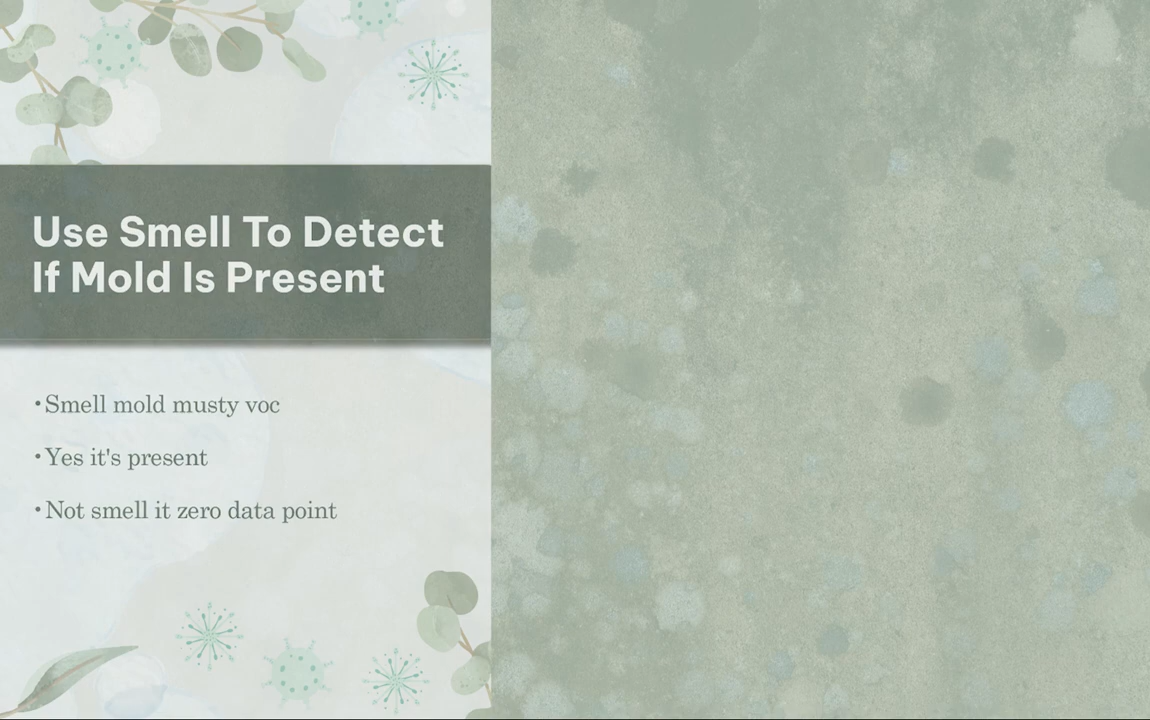 Use Smell To Detect
If Mold Is Present
•Smell mold musty voc
•Yes it's present
•Not smell it zero data point